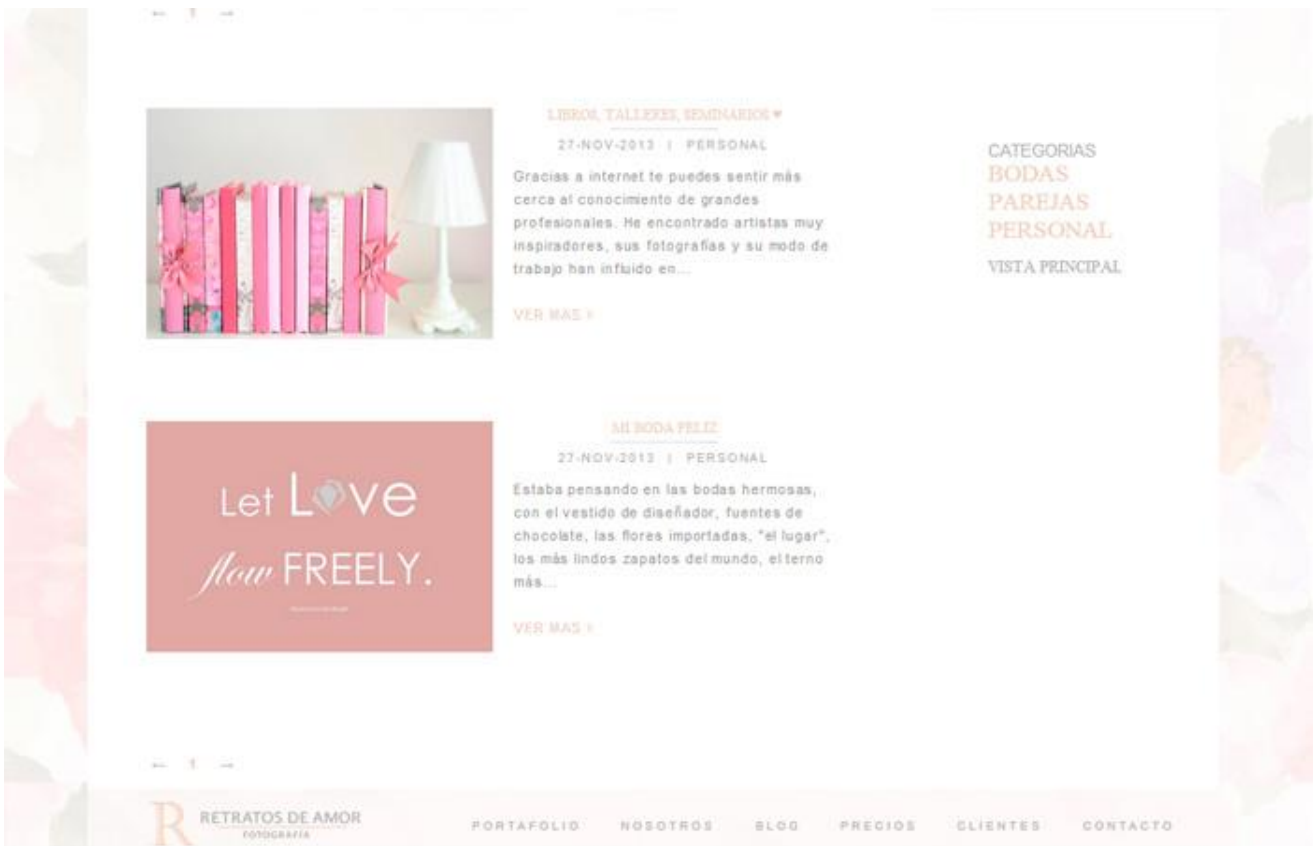 ← 1 →
LIBROS, TALLERES, SEMINARIOS ♥
27-NOV-2013 | PERSONAL
Gracias a internet te puedes sentir más
cerca al conocimiento de grandes
profesionales. He encontrado artistas muy
inspiradores, sus fotografías y su modo de
trabajo han influido en...
VER MAS
CATEGORIAS
BODAS
PAREJAS
PERSONAL
VISTA PRINCIPAL
Let Love
flow FREELY.
MI BODA FELIZ
27-NOV-2013 | PERSONAL
Estaba pensando en las bodas hermosas,
con el vestido de diseñador, fuentes de
chocolate, las flores importadas, "el lugar",
los más lindos zapatos del mundo, el terno
más...
VER MAS
← 1 →
R RETRATOS DE AMOR
FOTOGRAFIA
PORTAFOLIO NOSOTROS BLOG PRECIOS CLIENTES CONTACTO